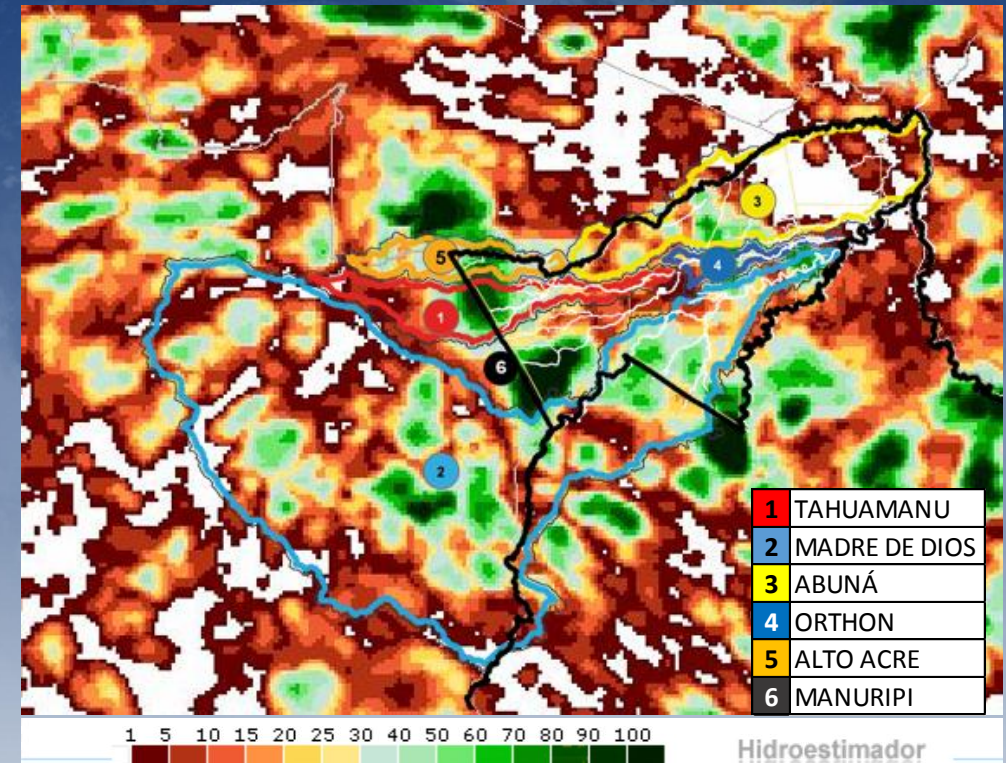 3
5
4
1
6
2
1 TAHUAMANU
2 MADRE DE DIOS
3 ABUNÁ
4 ORTHON
5 ALTO ACRE
6 MANURIPI
1 5 10 15 20 25 30 40 50 60 70 80 90 100
Hidroestimador